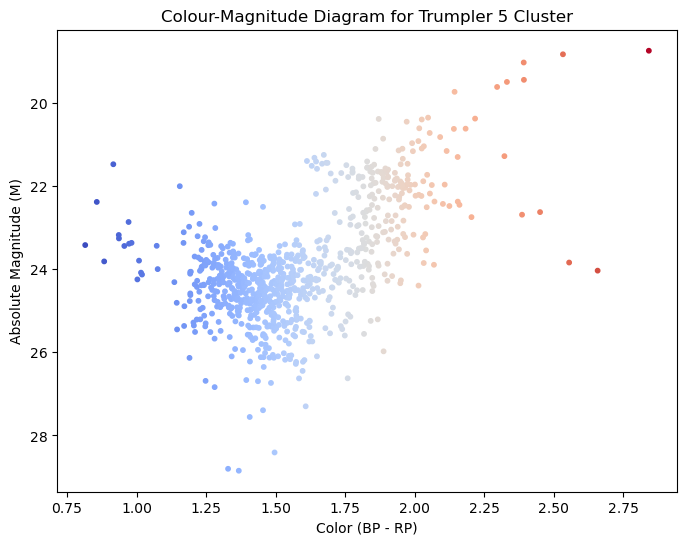 Colour-Magnitude Diagram for Trumpler 5 Cluster
Absolute Magnitude (M)
20
22
24
26
28
0.75 1.00 1.25 1.50 1.75 2.00 2.25 2.50 2.75
Color (BP - RP)